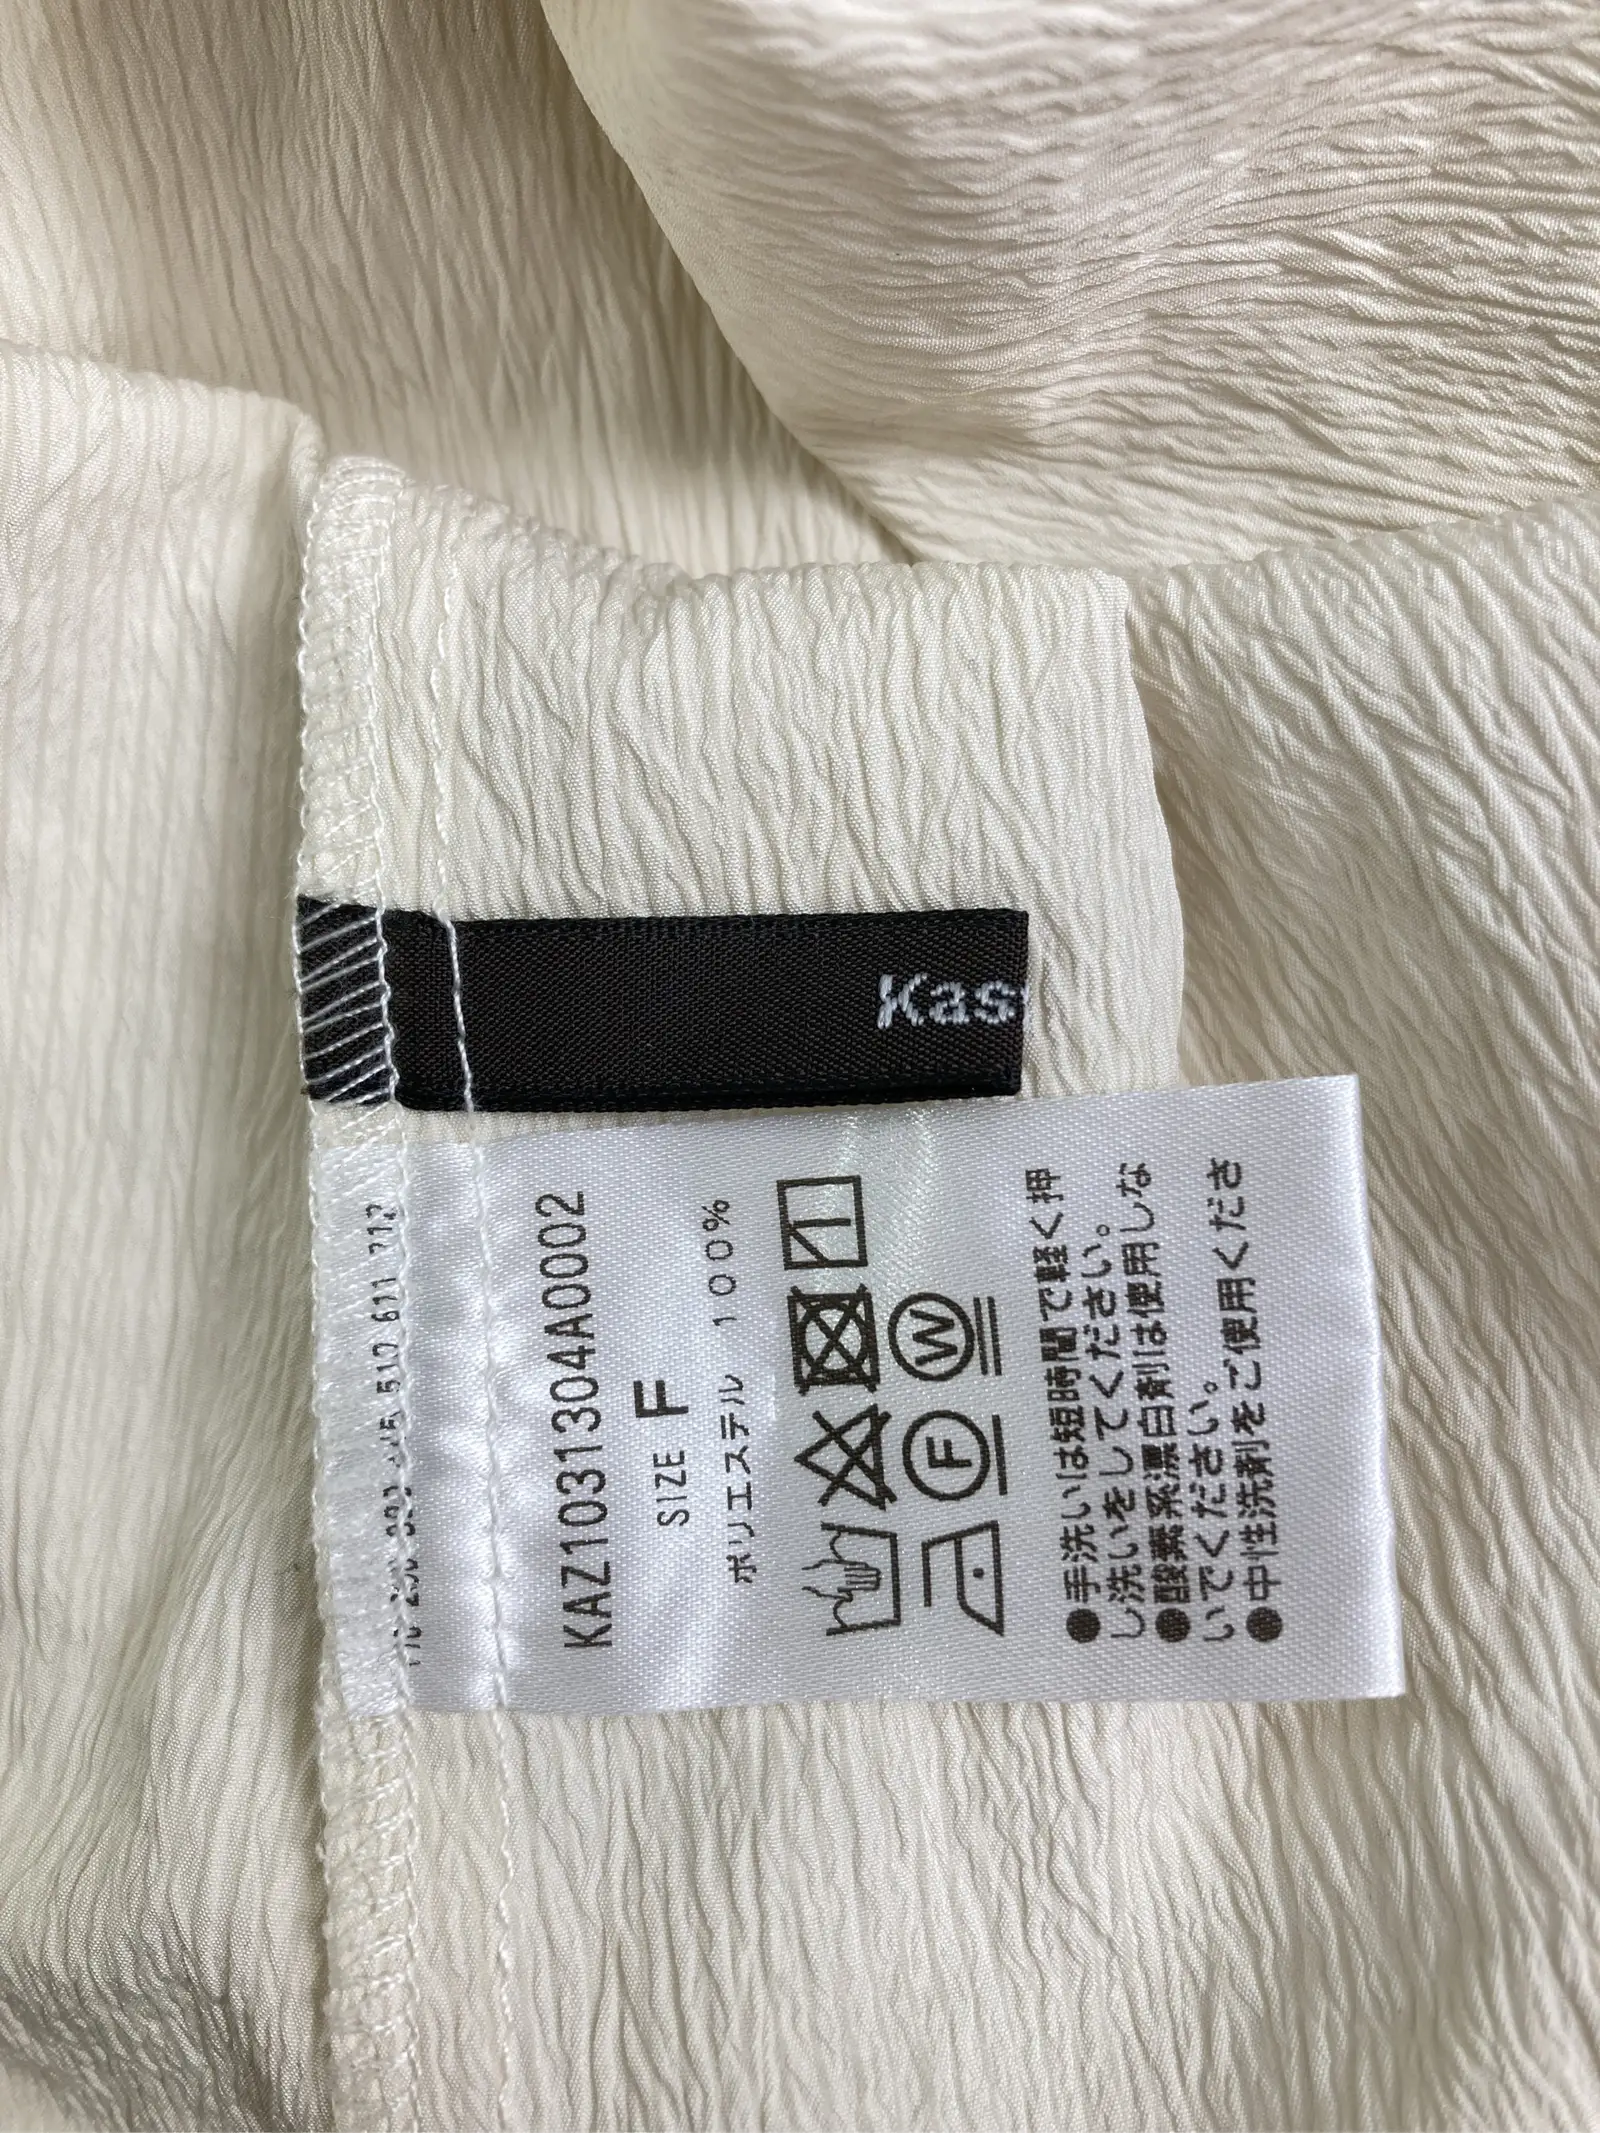 Kas
KAZ1031304A0002
SIZE F
ポリエステル 100%
W
F
●手洗いは短時間で軽く押
し洗いをしてください。
●酸素系漂白剤は使用しな
いでください。
●中性洗剤をご使用くださ
510 611 712